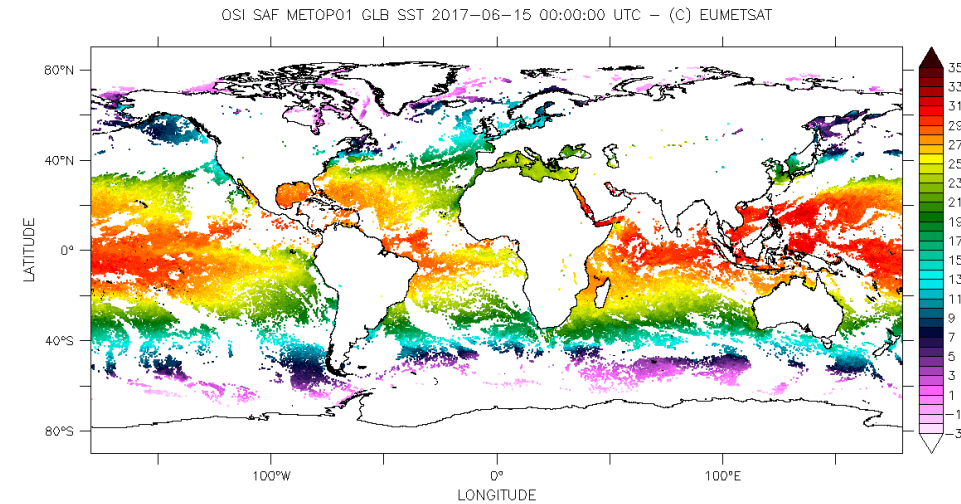 OSI SAF METOP01 GLB SST 2017-06-15 00:00:00 UTC - (C) EUMETSAT
80°N
40°N
0°
40°S
80°S
LATITUDE
100°W
0°
100°E
LONGITUDE
35
33
31
29
27
25
23
21
19
17
15
13
11
9
7
5
3
1
-1
-3